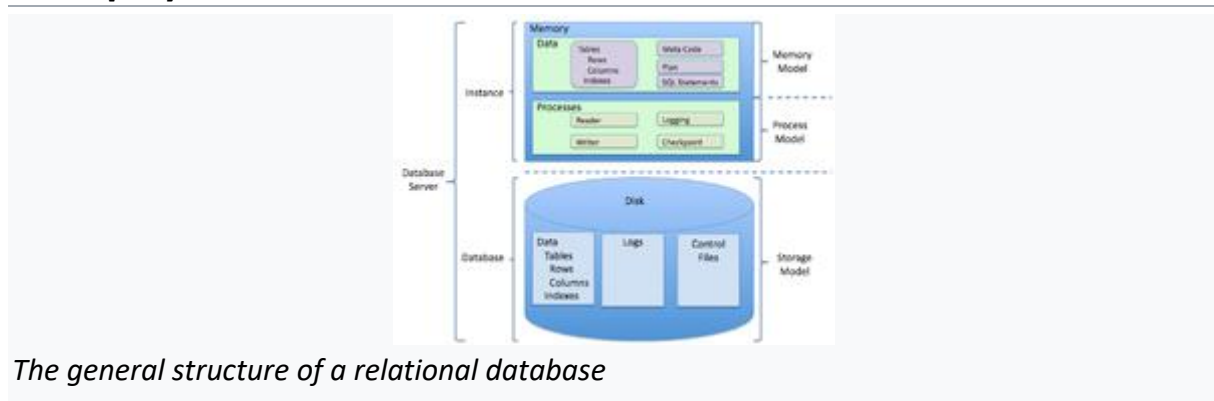 Memory
Data
Tables
Rows
Columns
Indexes
Meta Code
Plan
SQL Statements
Memory
Model
Instance
Processes
Reader
Logging
Writer
Checkpoint
Process
Model
Database
Server
Disk
Data
Tables
Rows
Columns
Indexes
Logs
Control
Files
Database
Storage
Model
The general structure of a relational database